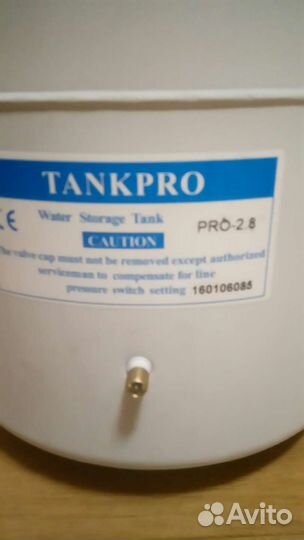 TANKPRO
CE
Water Storage Tank
PRO-2.8
CAUTION
The valve cap must not be removed except authorized
serviceman to compensate for line
pressure switch setting 160106085
Avito